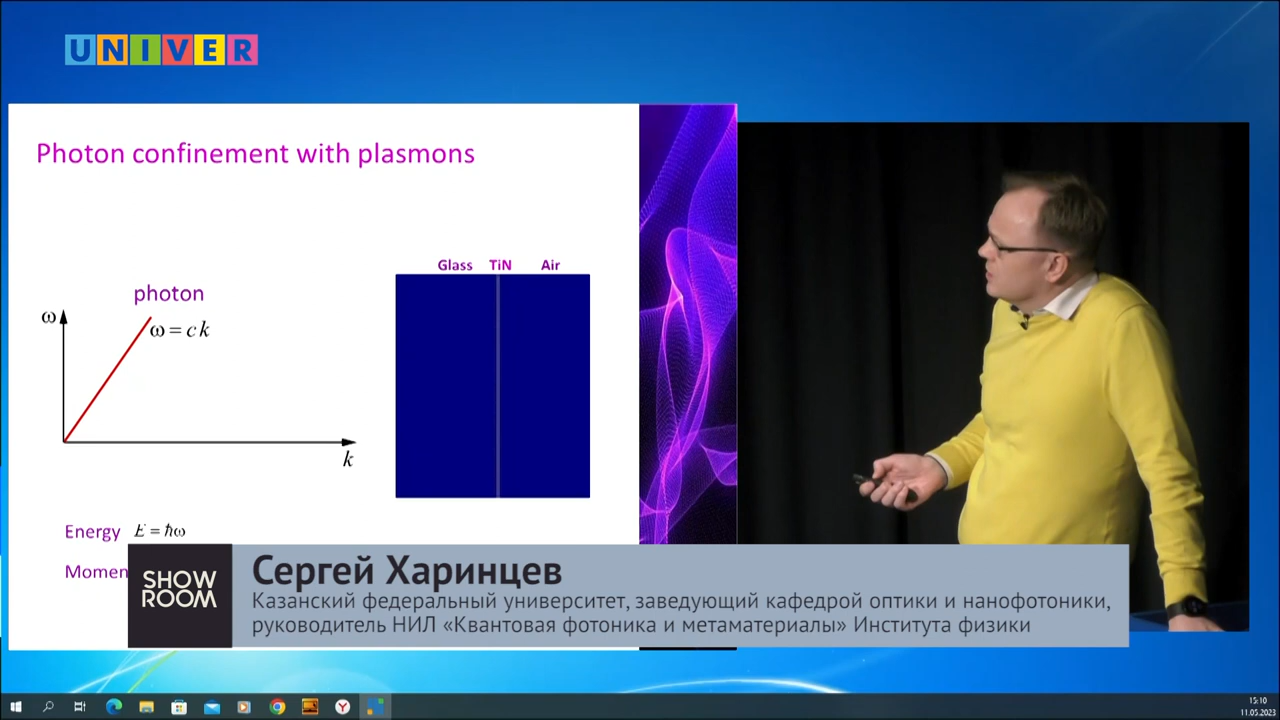 UNIVER
Photon confinement with plasmons
Glass TiN Air
photon
ω
ω = c k
k
Energy E = ħω
Momen
SHOW
ROOM
Сергей Харинцев
Казанский федеральный университет, заведующий кафедрой оптики и нанофотоники,
руководитель НИЛ «Квантовая фотоника и метаматериалы» Института физики
15:10
11.05.2023